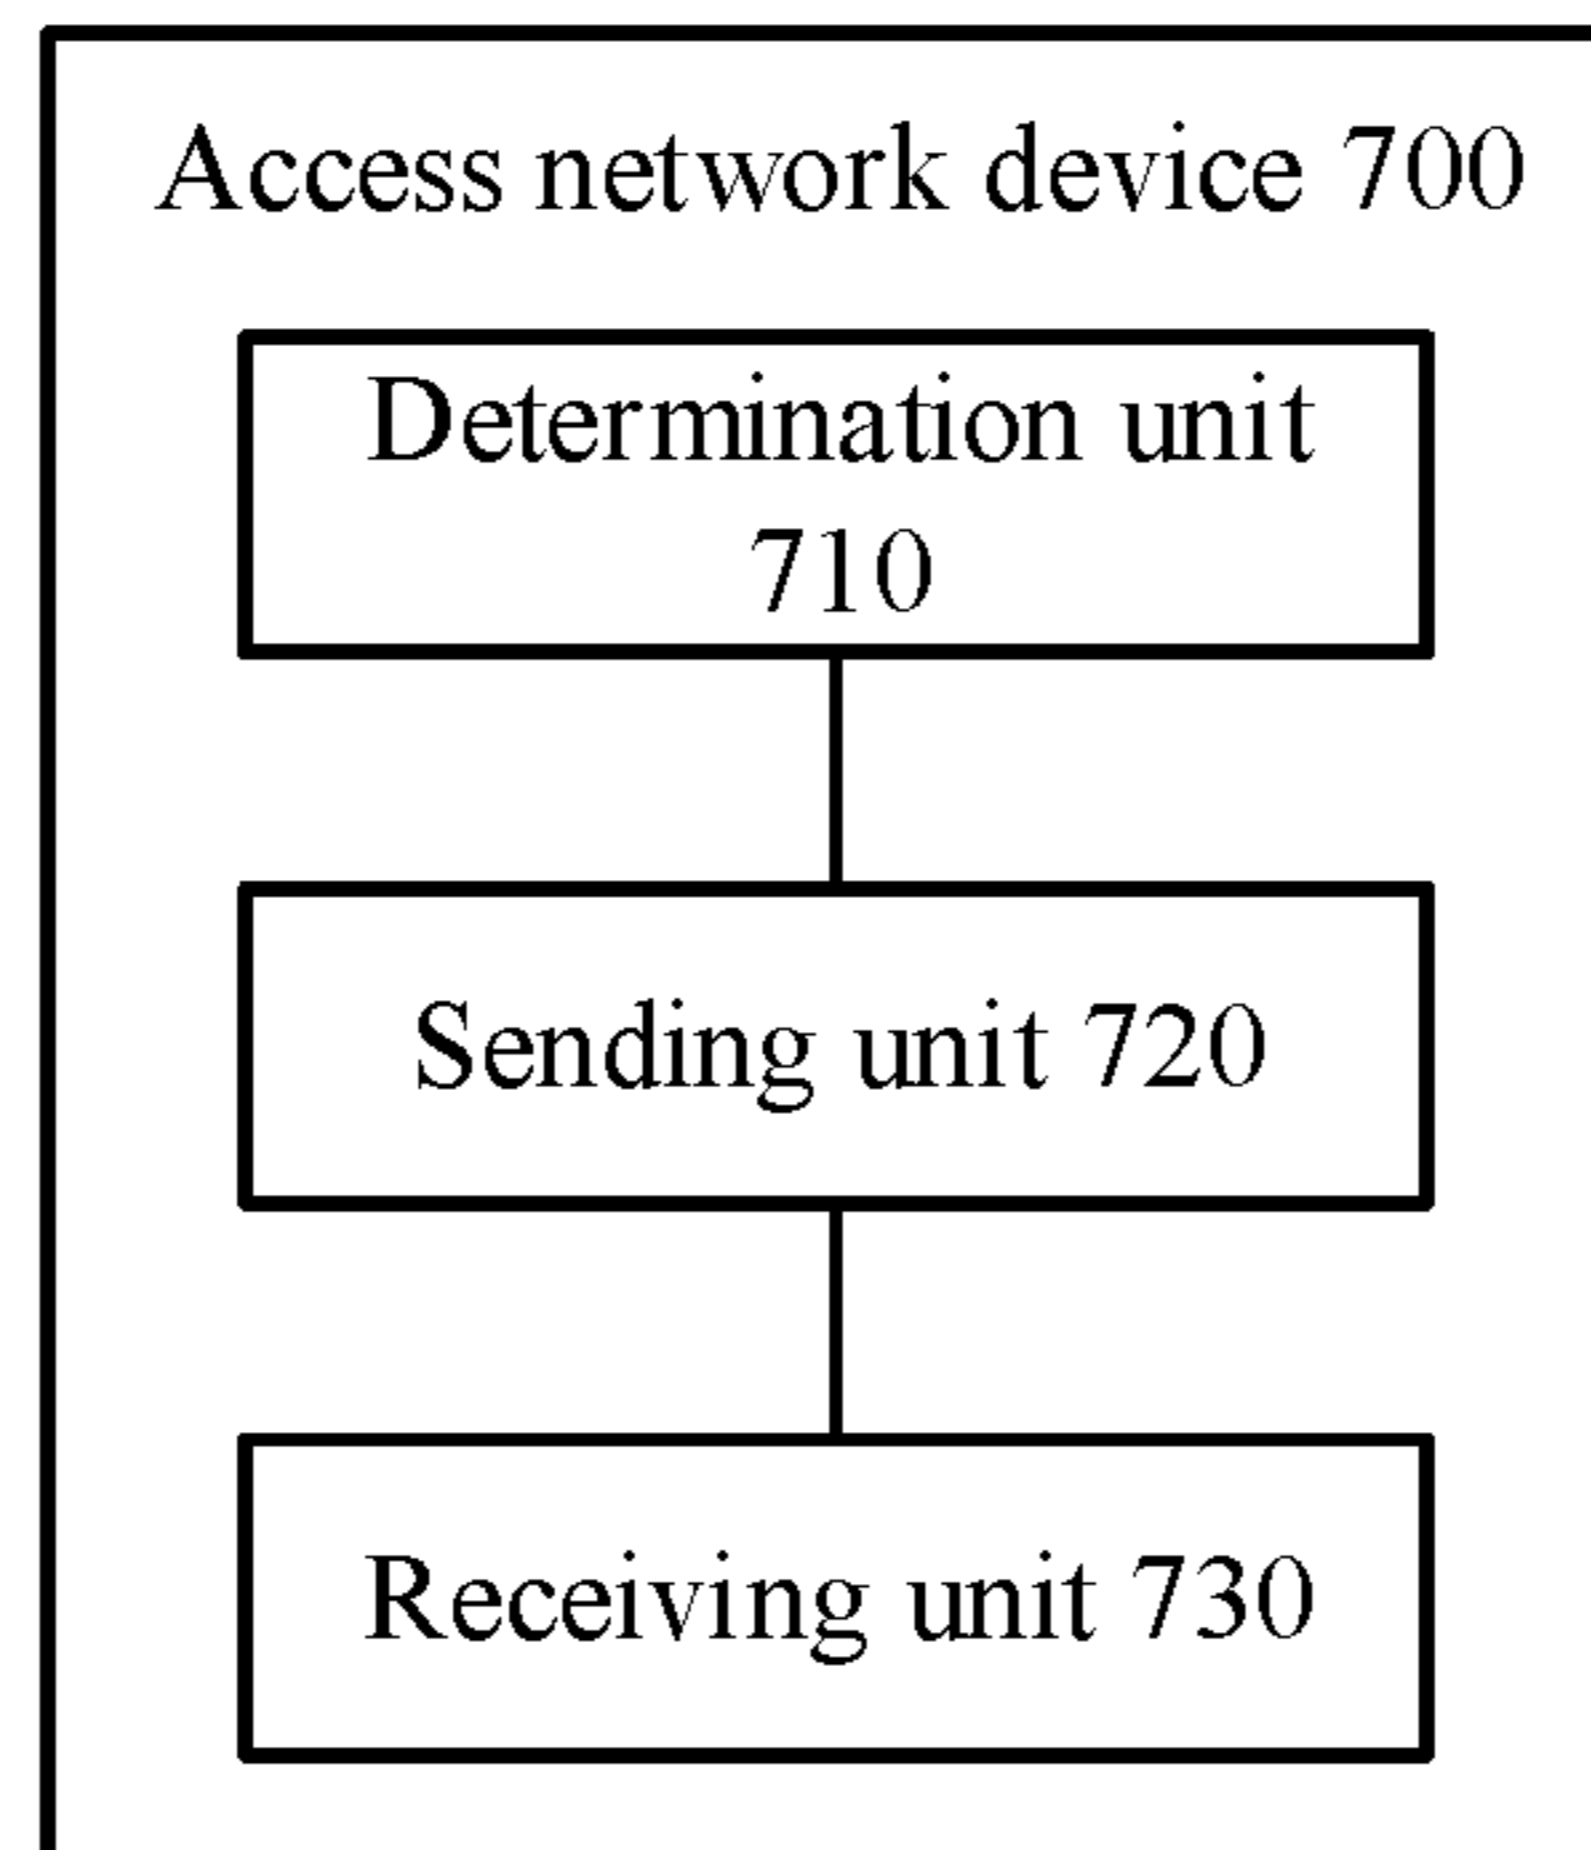 Access network device 700
Determination unit
710
Sending unit 720
Receiving unit 730